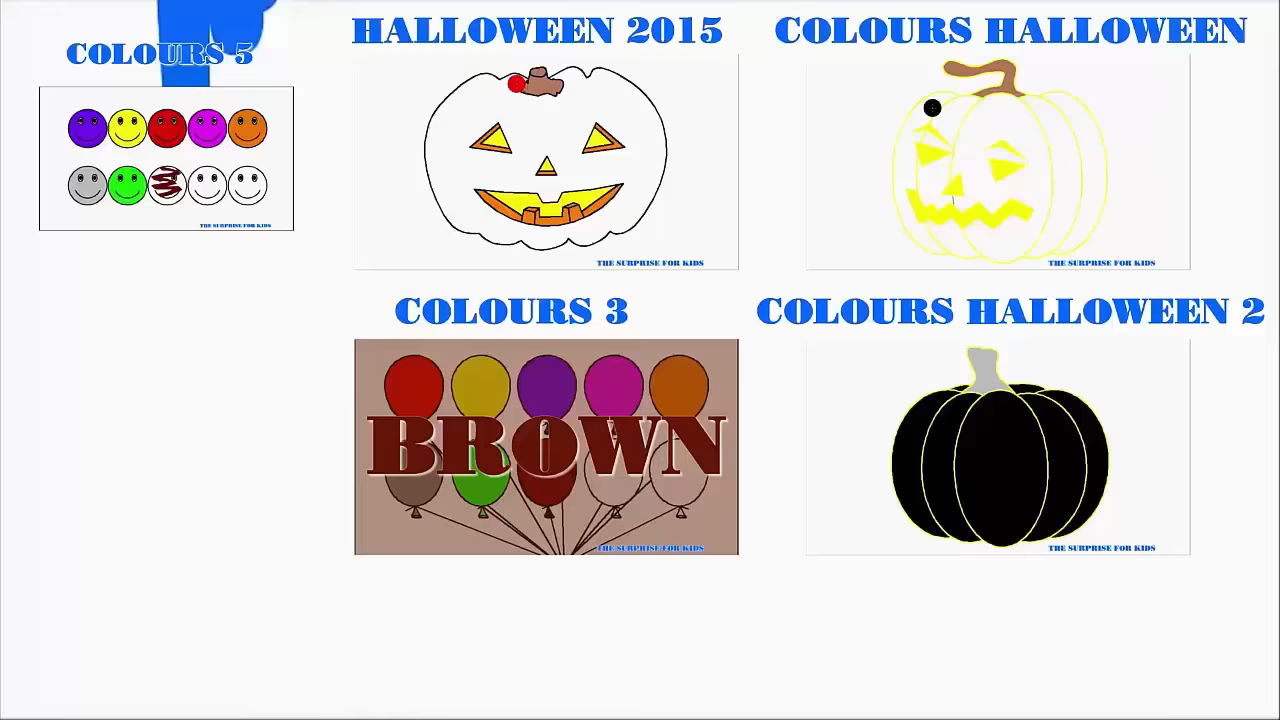 COLOURS 5
THE SURPRISE FOR KIDS
HALLOWEEN 2015
THE SURPRISE FOR KIDS
COLOURS HALLOWEEN
THE SURPRISE FOR KIDS
COLOURS 3
BROWN
THE SURPRISE FOR KIDS
COLOURS HALLOWEEN 2
THE SURPRISE FOR KIDS